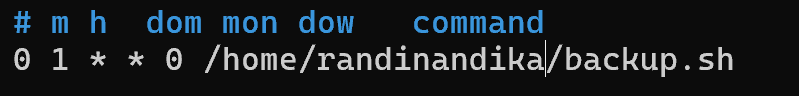 # m h  dom mon dow   command
0 1 * * 0 /home/randinandika/backup.sh